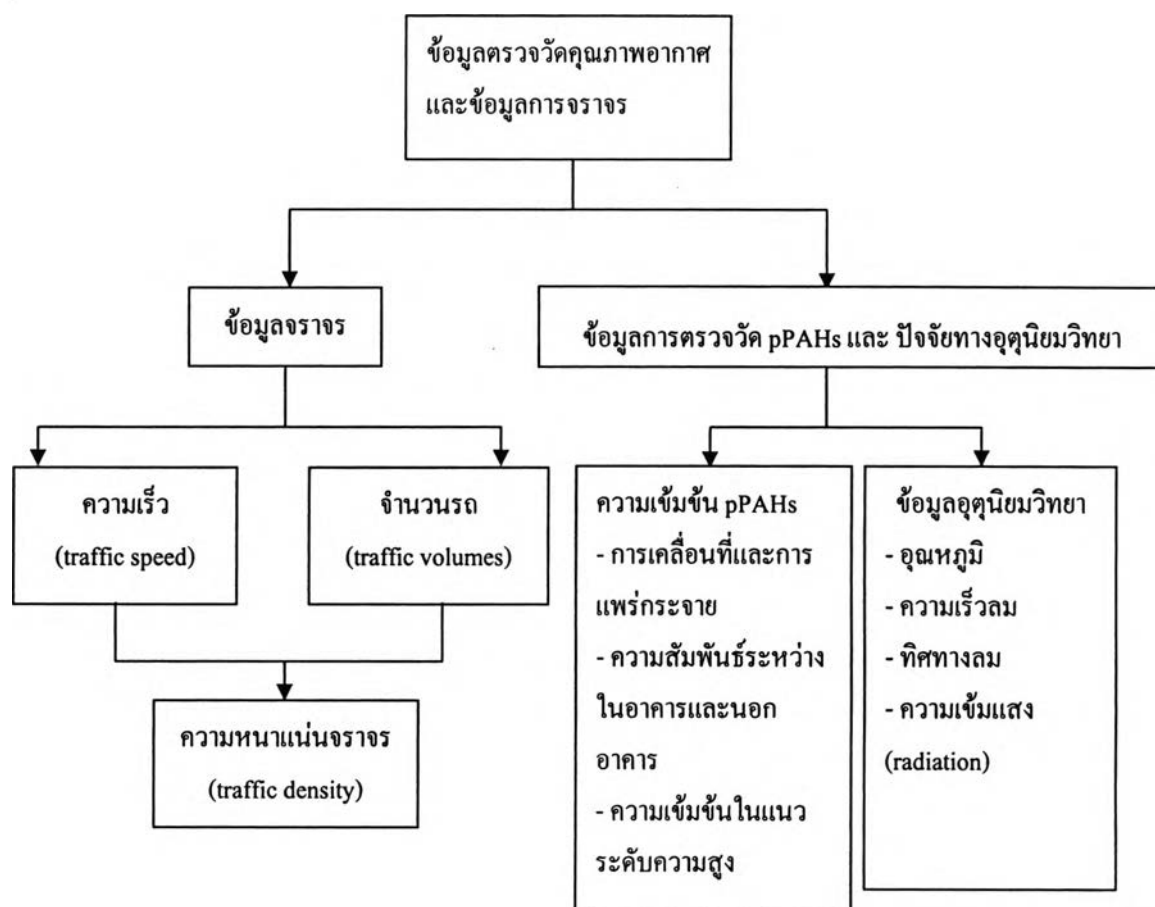 ข้อมูลตรวจวัดคุณภาพอากาศ
และข้อมูลการจราจร
ข้อมูลจราจร
ข้อมูลการตรวจวัด pPAHs และ ปัจจัยทางอุตุนิยมวิทยา
ความเร็ว
(traffic speed)
จำนวนรถ
(traffic volumes)
ความหนาแน่นจราจร
(traffic density)
ความเข้มข้น pPAHs
- การเคลื่อนที่และการ
แพร่กระจาย
- ความสัมพันธ์ระหว่าง
ในอาคารและนอก
อาคาร
- ความเข้มข้นในแนว
ระดับความสูง
ข้อมูลอุตุนิยมวิทยา
- อุณหภูมิ
- ความเร็วลม
- ทิศทางลม
- ความเข้มแสง
(radiation)